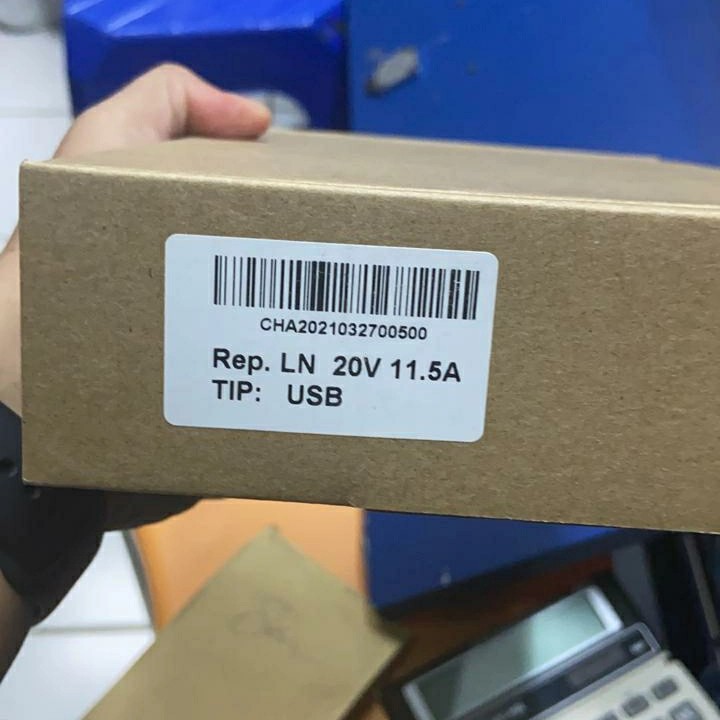 CHA2021032700500
Rep. LN 20V 11.5A
TIP: USB